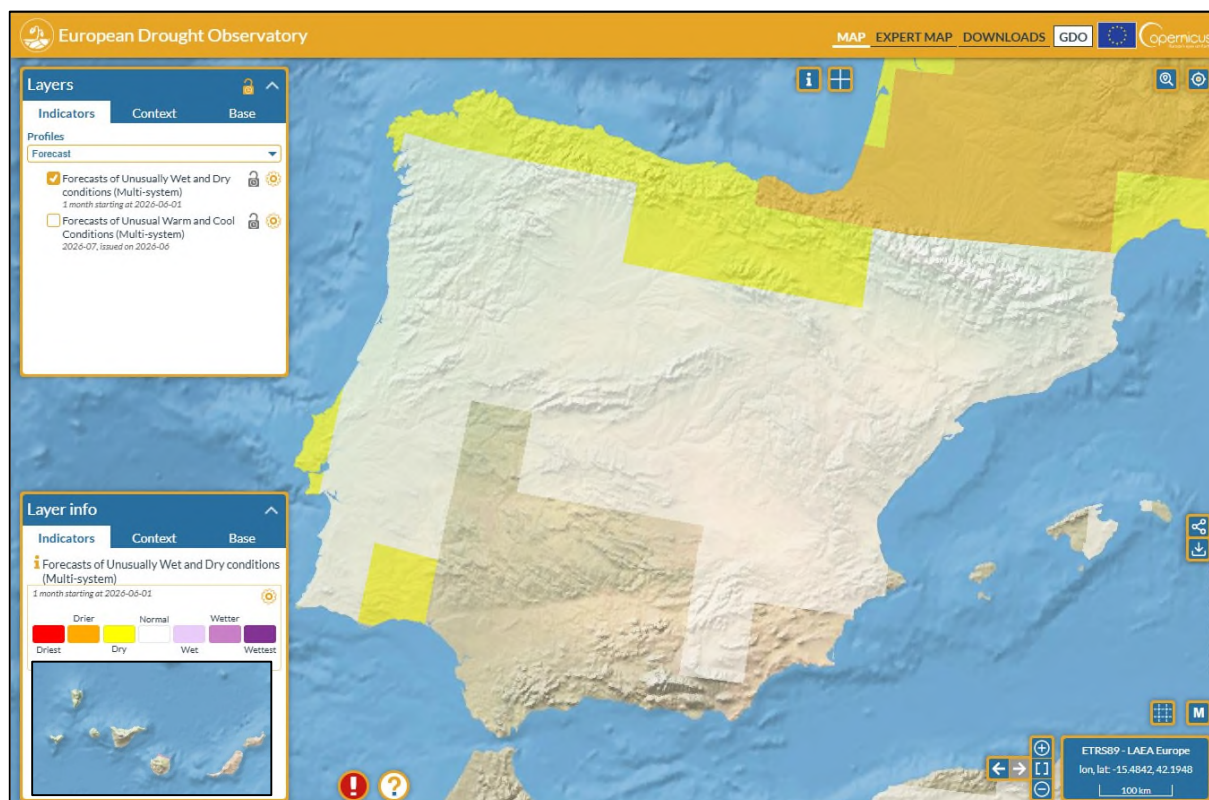 European Drought Observatory
MAP EXPERT MAP DOWNLOADS GDO
opernicus
Layers
Indicators Context Base
Profiles
Forecast
Forecasts of Unusually Wet and Dry
conditions (Multi-system)
1 month starting at 2026-06-01
Forecasts of Unusual Warm and Cool
Conditions (Multi-system)
2026-07, issued on 2026-06
Layer info
Indicators Context Base
Forecasts of Unusually Wet and Dry conditions
(Multi-system)
1 month starting at 2026-06-01
Drier Normal Wetter
Driest Dry Wet Wettest
M
ETRS89 - LAEA Europe
lon, lat: -15.4842, 42.1948
100 km